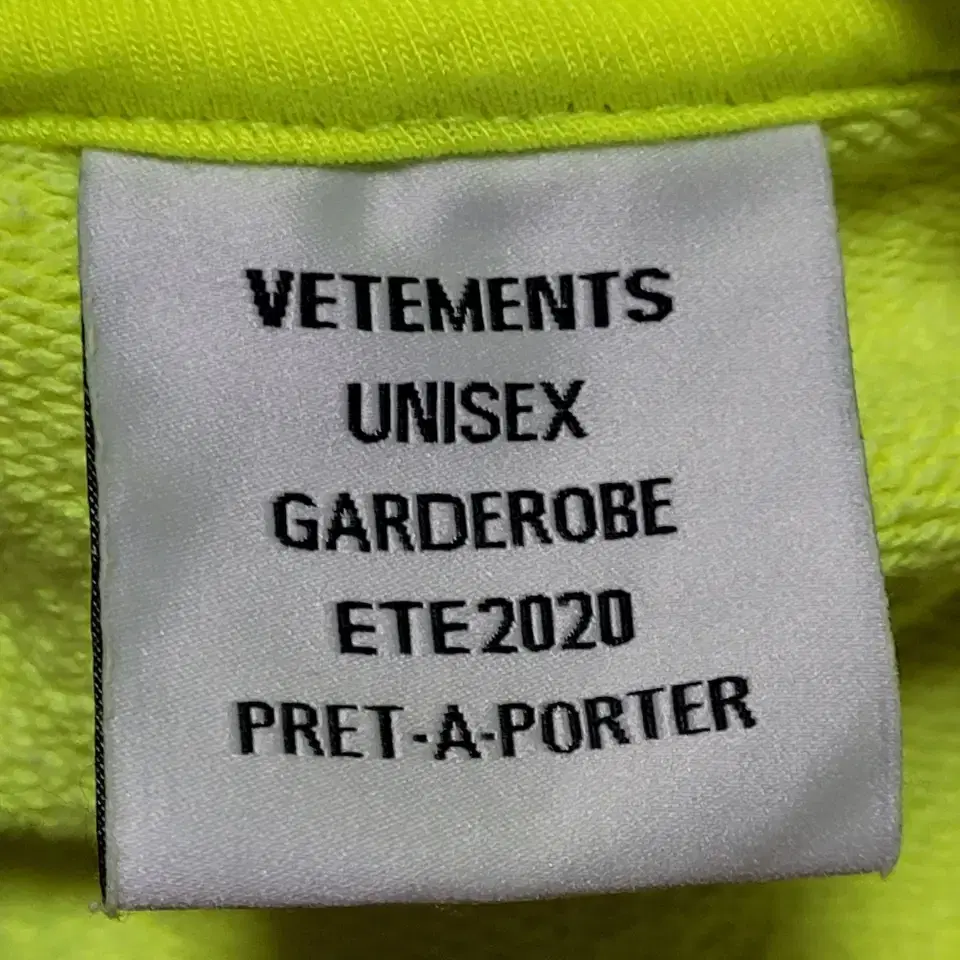 VETEMENTS
UNISEX
GARDEROBE
ETE2020
PRET-A-PORTER